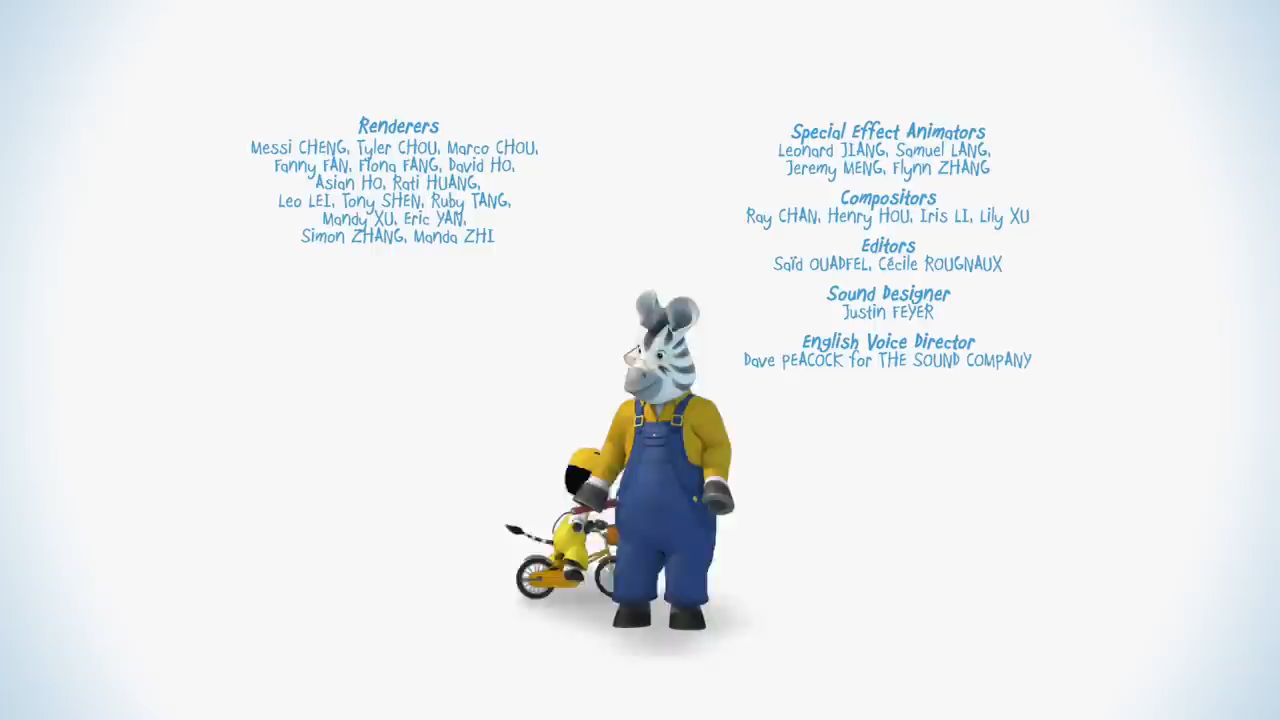 Renderers
Messi CHENG, Tyler CHOU, Marco CHOU,
Fanny FAN, Fiona FANG, David HO,
Asian HO, Rati HUANG,
Leo LEI, Tony SHEN, Ruby TANG,
Mandy XU, Eric YAN,
Simon ZHANG, Manda ZHI
Special Effect Animators
Leonard JIANG, Samuel LANG,
Jeremy MENG, Flynn ZHANG
Compositors
Ray CHAN, Henry HOU, Iris LI, Lily XU
Editors
Saïd OUADFEL, Cécile ROUGNAUX
Sound Designer
Justin FEYER
English Voice Director
Dave PEACOCK for THE SOUND COMPANY